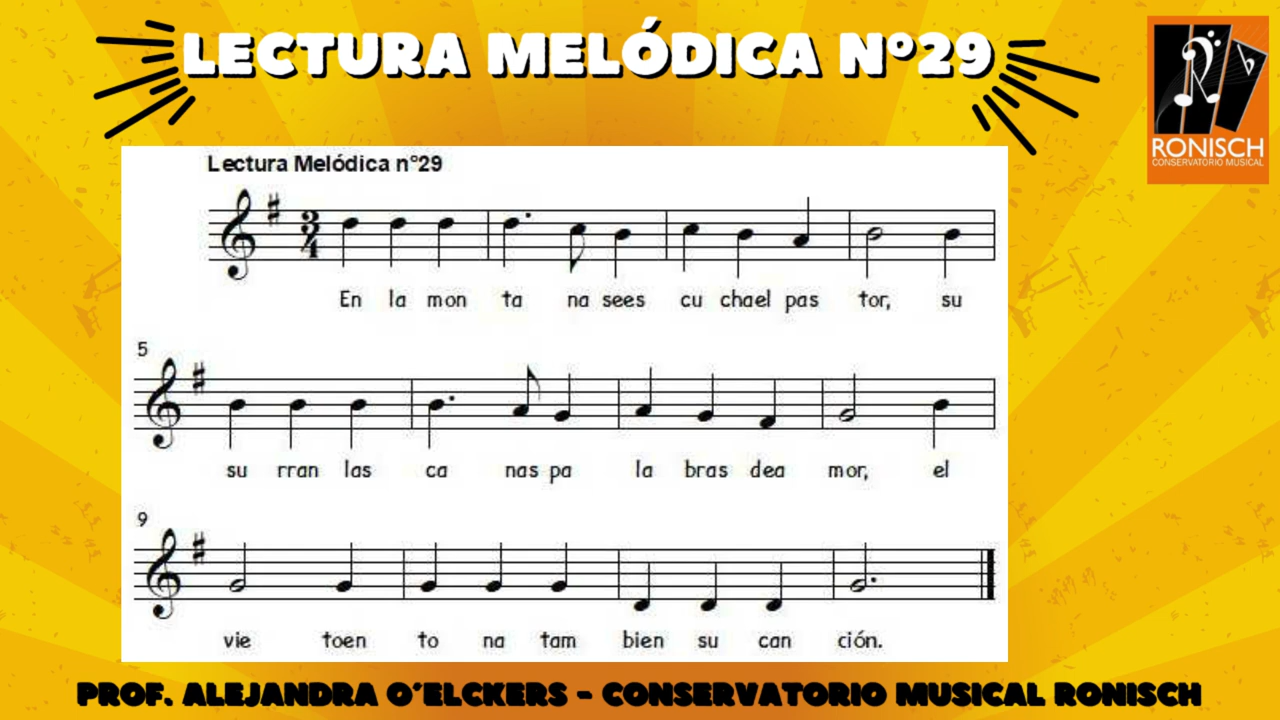 LECTURA MELÓDICA Nº29
RONISCH
CONSERVATORIO MUSICAL
Lectura Melódica nº29
3
4
En la mon ta na sees cu chael pas tor, su
5
su rran las ca nas pa la bras dea mor, el
9
vie toen to na tam bien su can ción.
PROF. ALEJANDRA O'ELCKERS - CONSERVATORIO MUSICAL RONISCH